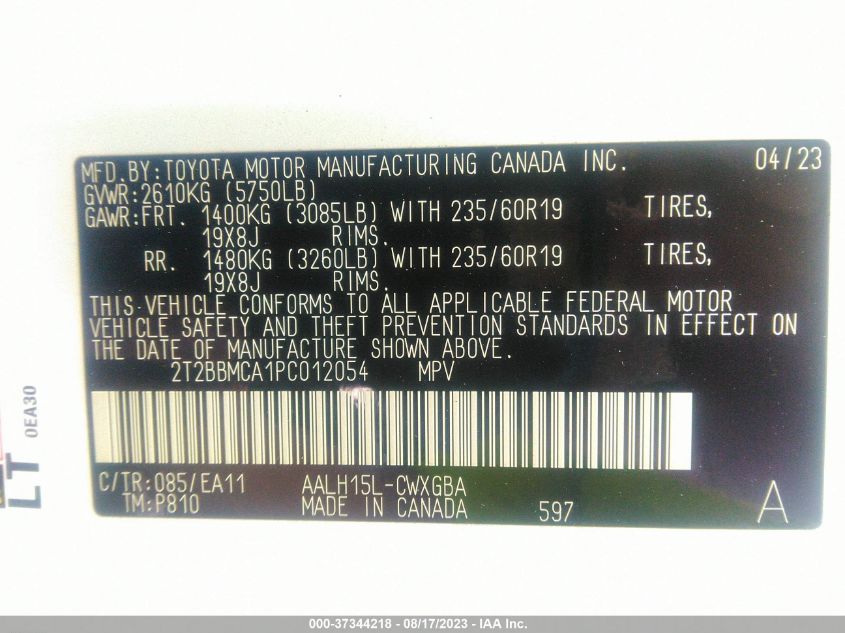 MFD.BY:TOYOTA MOTOR MANUFACTURING CANADA INC. 04/23
GVWR:2610KG (5750LB)
GAWR:FRT. 1400KG (3085LB) WITH 235/60R19 TIRES,
19X8J RIMS.
RR. 1480KG (3260LB) WITH 235/60R19 TIRES,
19X8J RIMS.
THIS VEHICLE CONFORMS TO ALL APPLICABLE FEDERAL MOTOR
VEHICLE SAFETY AND THEFT PREVENTION STANDARDS IN EFFECT ON
THE DATE OF MANUFACTURE SHOWN ABOVE.
2T2BBMCA1PC012054 MPV
C/TR:085/EA11 AALH15L-CWXGBA
TM:P810 MADE IN CANADA 597 A
0EA30
LT
000-37344218 - 08/17/2023 - IAA Inc.